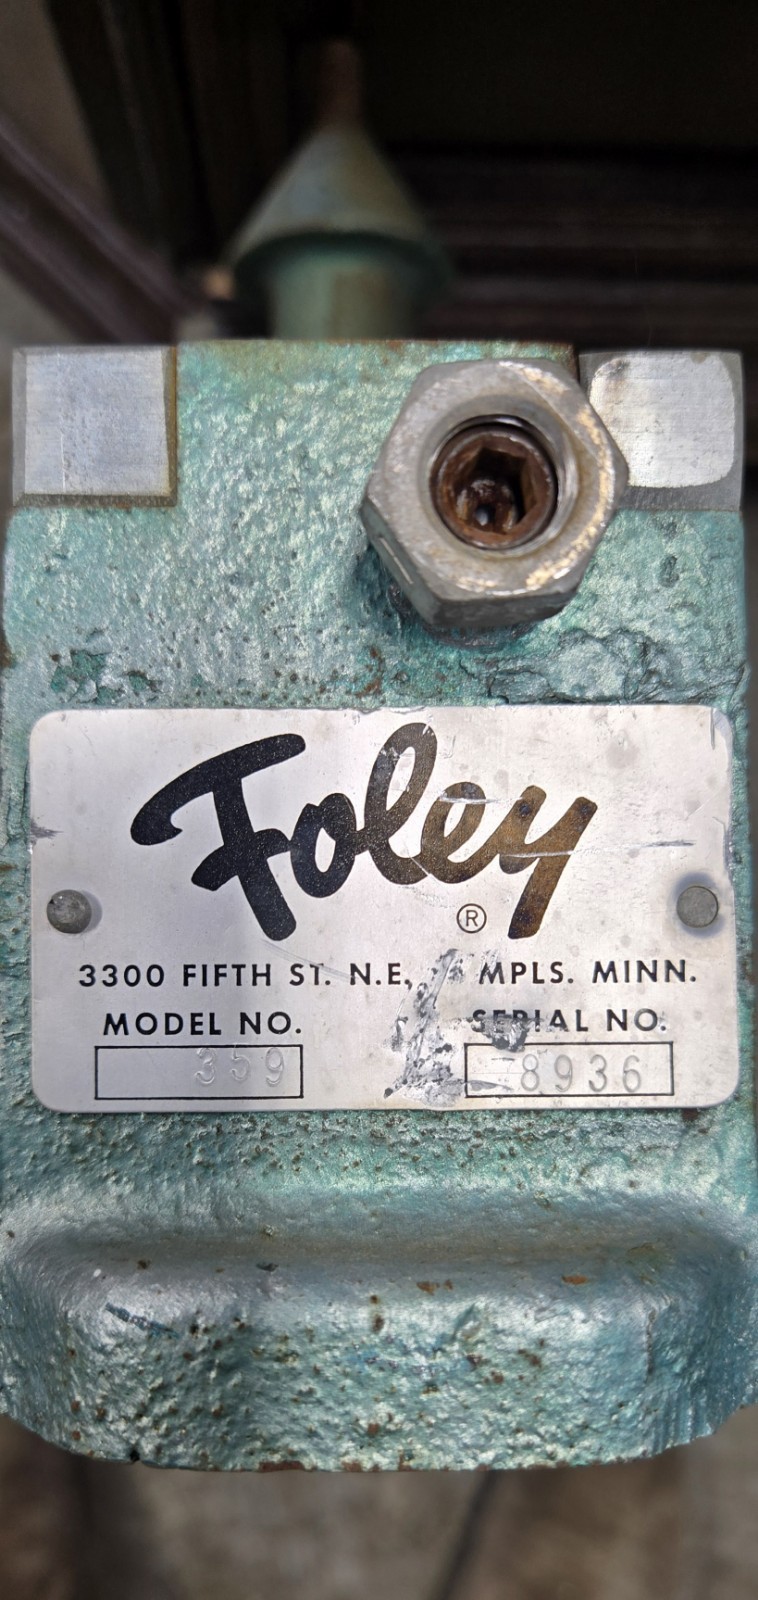 Foley
®
3300 FIFTH ST. N.E, MPLS. MINN.
MODEL NO. SERIAL NO.
359 8936